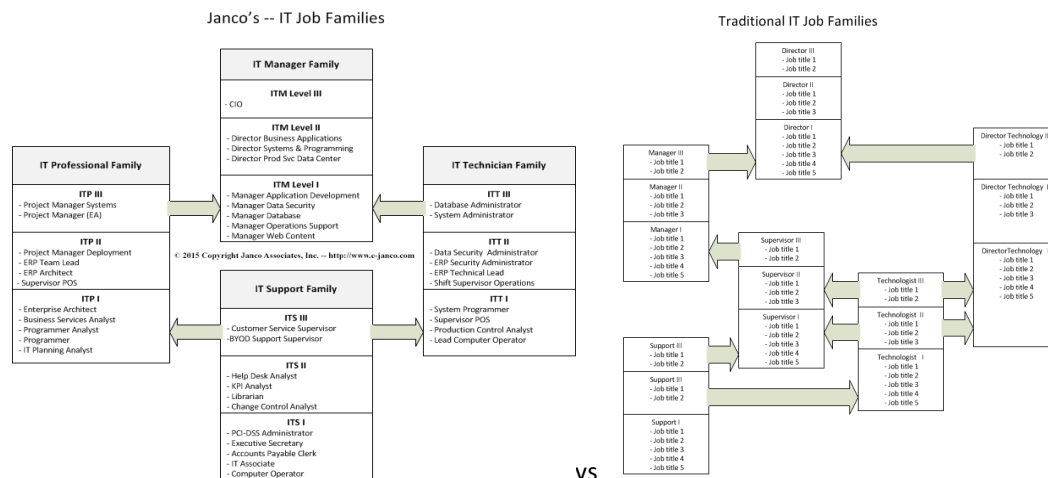 Janco's -- IT Job Families
IT Manager Family
ITM Level III
- CIO
ITM Level II
- Director Business Applications
- Director Systems & Programming
- Director Prod Svc Data Center
ITM Level I
- Manager Application Development
- Manager Data Security
- Manager Database
- Manager Operations Support
- Manager Web Content
IT Professional Family
ITP III
- Project Manager Systems
- Project Manager (EA)
ITP II
- Project Manager Deployment
- ERP Team Lead
- ERP Architect
- Supervisor POS
ITP I
- Enterprise Architect
- Business Services Analyst
- Programmer Analyst
- Programmer
- IT Planning Analyst
IT Technician Family
ITT III
- Database Administrator
- System Administrator
ITT II
- Data Security Administrator
- ERP Security Administrator
- ERP Technical Lead
- Shift Supervisor Operations
ITT I
- System Programmer
- Supervisor POS
- Production Control Analyst
- Lead Computer Operator
© 2015 Copyright Janco Associates, Inc. -- http://www.e-janco.com
IT Support Family
ITS III
- Customer Service Supervisor
-BYOD Support Supervisor
ITS II
- Help Desk Analyst
- KPI Analyst
- Librarian
- Change Control Analyst
ITS I
- PCI-DSS Administrator
- Executive Secretary
- Accounts Payable Clerk
- IT Associate
- Computer Operator
vs
Traditional IT Job Families
Director III
- Job title 1
- Job title 2
Director II
- Job title 1
- Job title 2
- Job title 3
Director I
- Job title 1
- Job title 2
- Job title 3
- Job title 4
- Job title 5
Manager III
- Job title 1
- Job title 2
Manager II
- Job title 1
- Job title 2
- Job title 3
Manager I
- Job title 1
- Job title 2
- Job title 3
- Job title 4
- Job title 5
Supervisor III
- Job title 1
- Job title 2
Supervisor II
- Job title 1
- Job title 2
- Job title 3
Supervisor I
- Job title 1
- Job title 2
- Job title 3
- Job title 4
- Job title 5
Director Technology
- Job title 1
- Job title 2
Director Technology
- Job title 1
- Job title 2
- Job title 3
DirectorTechnology
- Job title 1
- Job title 2
- Job title 3
- Job title 4
- Job title 5
Technologist III
- Job title 1
- Job title 2
Technologist II
- Job title 1
- Job title 2
- Job title 3
Technologist I
- Job title 1
- Job title 2
- Job title 3
- Job title 4
- Job title 5
Support III
- Job title 1
- Job title 2
Support III
- Job title 1
- Job title 2
Support I
- Job title 1
- Job title 2
- Job title 3
- Job title 4
- Job title 5